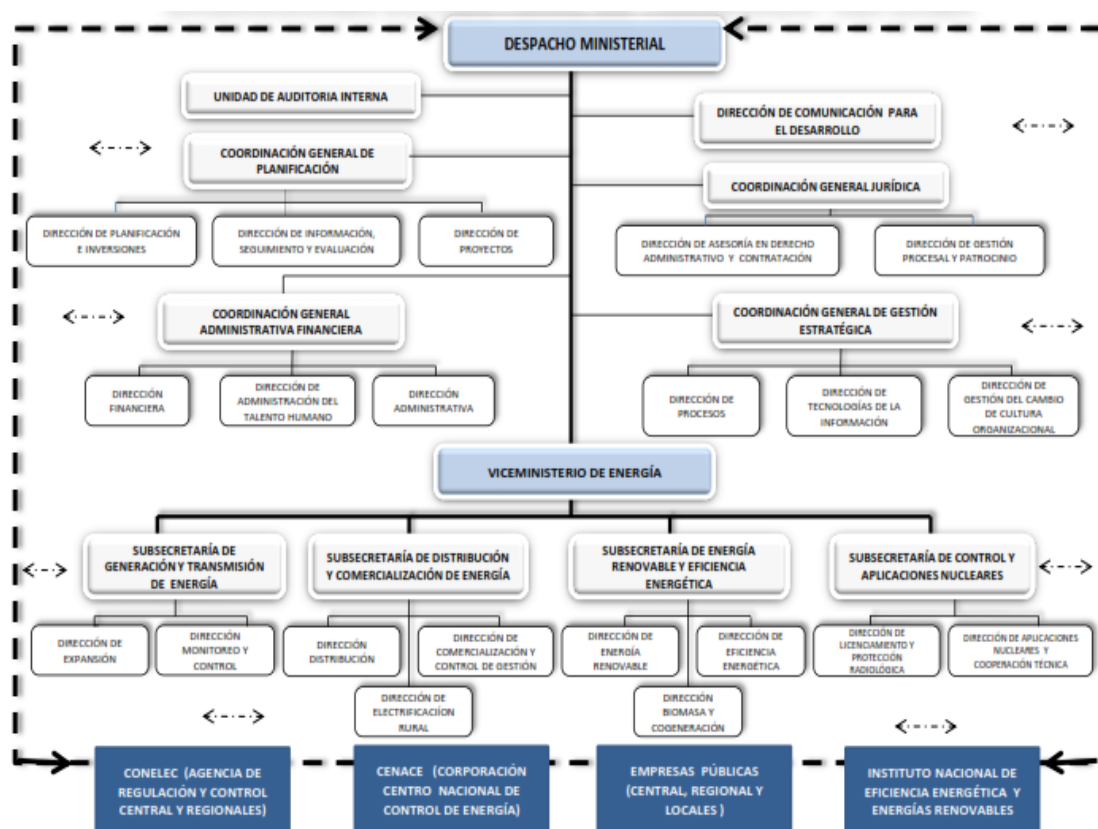 DESPACHO MINISTERIAL
UNIDAD DE AUDITORIA INTERNA
DIRECCIÓN DE COMUNICACIÓN PARA
EL DESARROLLO
COORDINACIÓN GENERAL DE
PLANIFICACIÓN
COORDINACIÓN GENERAL JURÍDICA
DIRECCIÓN DE PLANIFICACIÓN
E INVERSIONES
DIRECCIÓN DE INFORMACIÓN,
SEGUIMIENTO Y EVALUACIÓN
DIRECCIÓN DE
PROYECTOS
DIRECCIÓN DE ASESORÍA EN DERECHO
ADMINISTRATIVO Y CONTRATACIÓN
DIRECCIÓN DE GESTIÓN
PROCESAL Y PATROCINIO
COORDINACIÓN GENERAL
ADMINISTRATIVA FINANCIERA
COORDINACIÓN GENERAL DE GESTIÓN
ESTRATÉGICA
DIRECCIÓN
FINANCIERA
DIRECCIÓN DE
ADMINISTRACIÓN DEL
TALENTO HUMANO
DIRECCIÓN
ADMINISTRATIVA
DIRECCIÓN DE
PROCESOS
DIRECCIÓN DE
TECNOLOGÍAS DE LA
INFORMACIÓN
DIRECCIÓN DE
GESTIÓN DEL CAMBIO
DE CULTURA
ORGANIZACIONAL
VICEMINISTERIO DE ENERGÍA
SUBSECRETARÍA DE
GENERACIÓN Y TRANSMISIÓN
DE ENERGÍA
SUBSECRETARÍA DE DISTRIBUCIÓN
Y COMERCIALIZACIÓN DE ENERGÍA
SUBSECRETARÍA DE ENERGÍA
RENOVABLE Y EFICIENCIA
ENERGÉTICA
SUBSECRETARÍA DE CONTROL Y
APLICACIONES NUCLEARES
DIRECCIÓN DE
EXPANSIÓN
DIRECCIÓN
MONITOREO Y
CONTROL
DIRECCIÓN
DISTRIBUCIÓN
DIRECCIÓN DE
COMERCIALIZACIÓN Y
CONTROL DE GESTIÓN
DIRECCIÓN DE
ENERGÍA
RENOVABLE
DIRECCIÓN DE
EFICIENCIA
ENERGÉTICA
DIRECCIÓN DE
LICENCIAMIENTO Y
PROTECCIÓN
RADIOLÓGICA
DIRECCIÓN DE APLICACIONES
NUCLEARES Y
COOPERACIÓN TÉCNICA
DIRECCIÓN DE
ELECTRIFICACIÍON
RURAL
DIRECCIÓN
BIOMASA Y
COGENERACIÓN
CONELEC (AGENCIA DE
REGULACIÓN Y CONTROL
CENTRAL Y REGIONALES)
CENACE (CORPORACIÓN
CENTRO NACIONAL DE
CONTROL DE ENERGÍA)
EMPRESAS PÚBLICAS
(CENTRAL, REGIONAL Y
LOCALES )
INSTITUTO NACIONAL DE
EFICIENCIA ENERGÉTICA Y
ENERGÍAS RENOVABLES